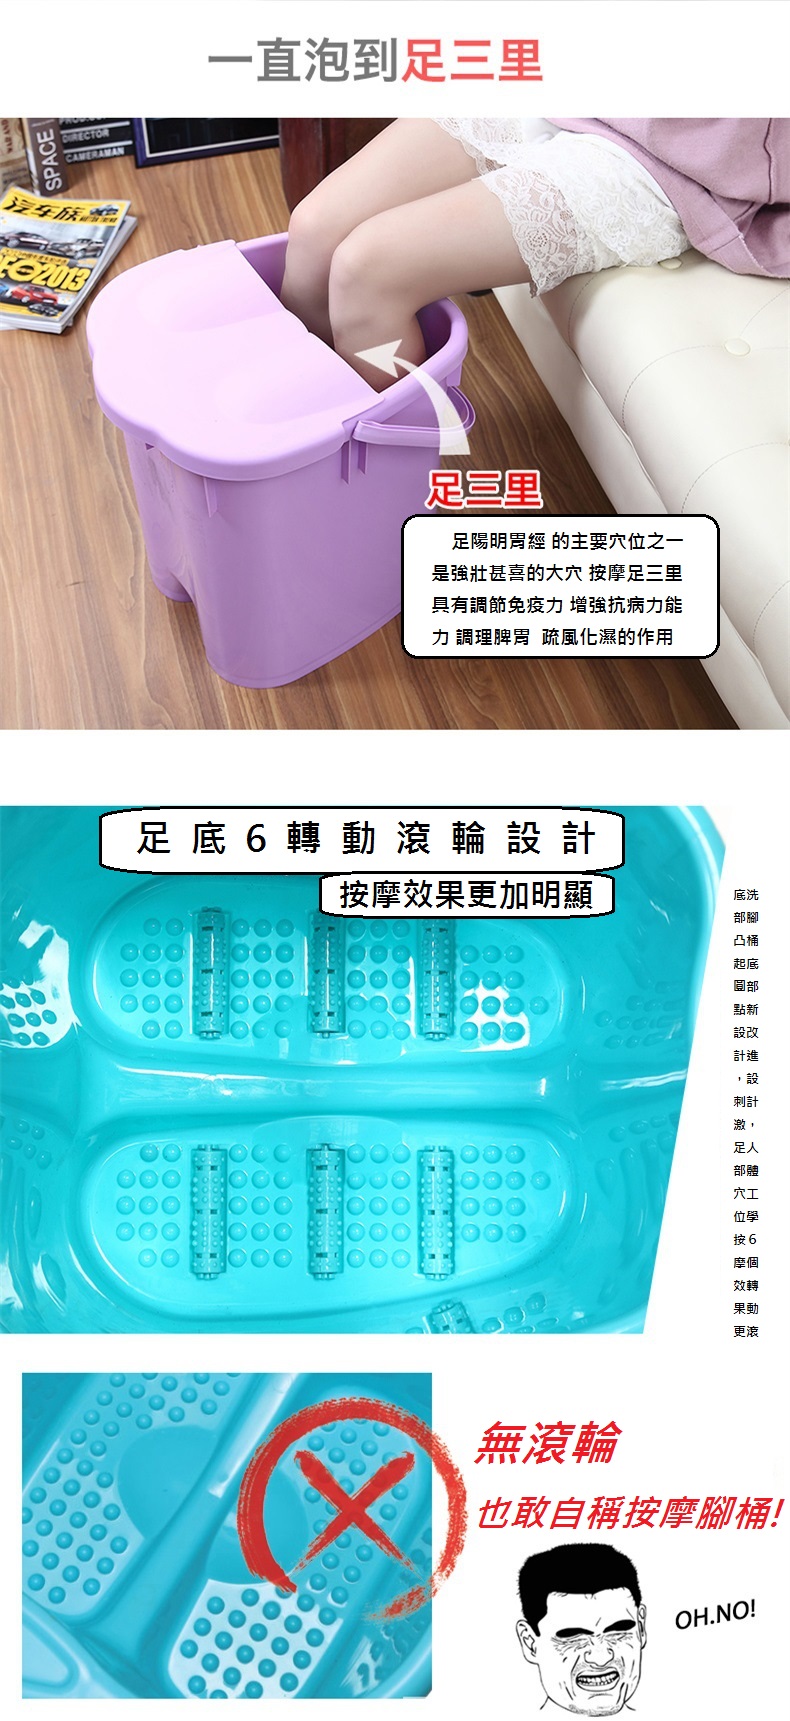 一直泡到足三里
SPACE
DIRECTOR
CAMERAMAN
汽车族
足三里
足陽明胃經 的主要穴位之一
是強壯甚喜的大穴 按摩足三里
具有調節免疫力 增強抗病力能
力 調理脾胃 疏風化濕的作用
足底6轉動滾輪設計
按摩效果更加明顯
洗腳桶底部新改進設計，人體工學6個轉動滾
底部凸起圓點設計，刺激足部穴位按摩效果更
無滾輪
也敢自稱按摩腳桶!
OH.NO!